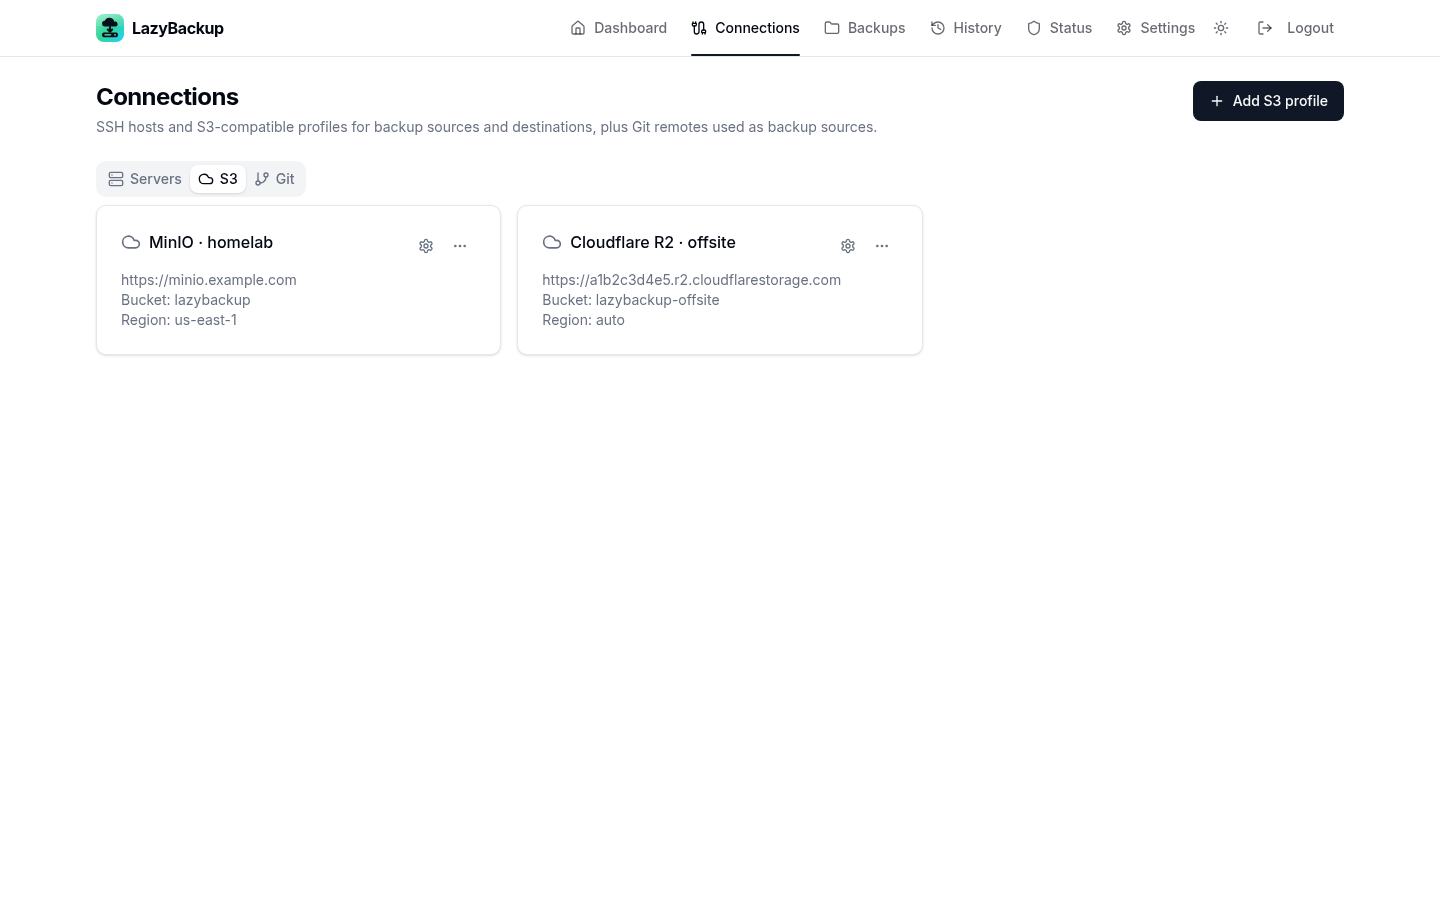 LazyBackup
Dashboard
Connections
Backups
History
Status
Settings
Logout
Connections
SSH hosts and S3-compatible profiles for backup sources and destinations, plus Git remotes used as backup sources.
Add S3 profile
Servers
S3
Git
MinIO · homelab
https://minio.example.com
Bucket: lazybackup
Region: us-east-1
Cloudflare R2 · offsite
https://a1b2c3d4e5.r2.cloudflarestorage.com
Bucket: lazybackup-offsite
Region: auto